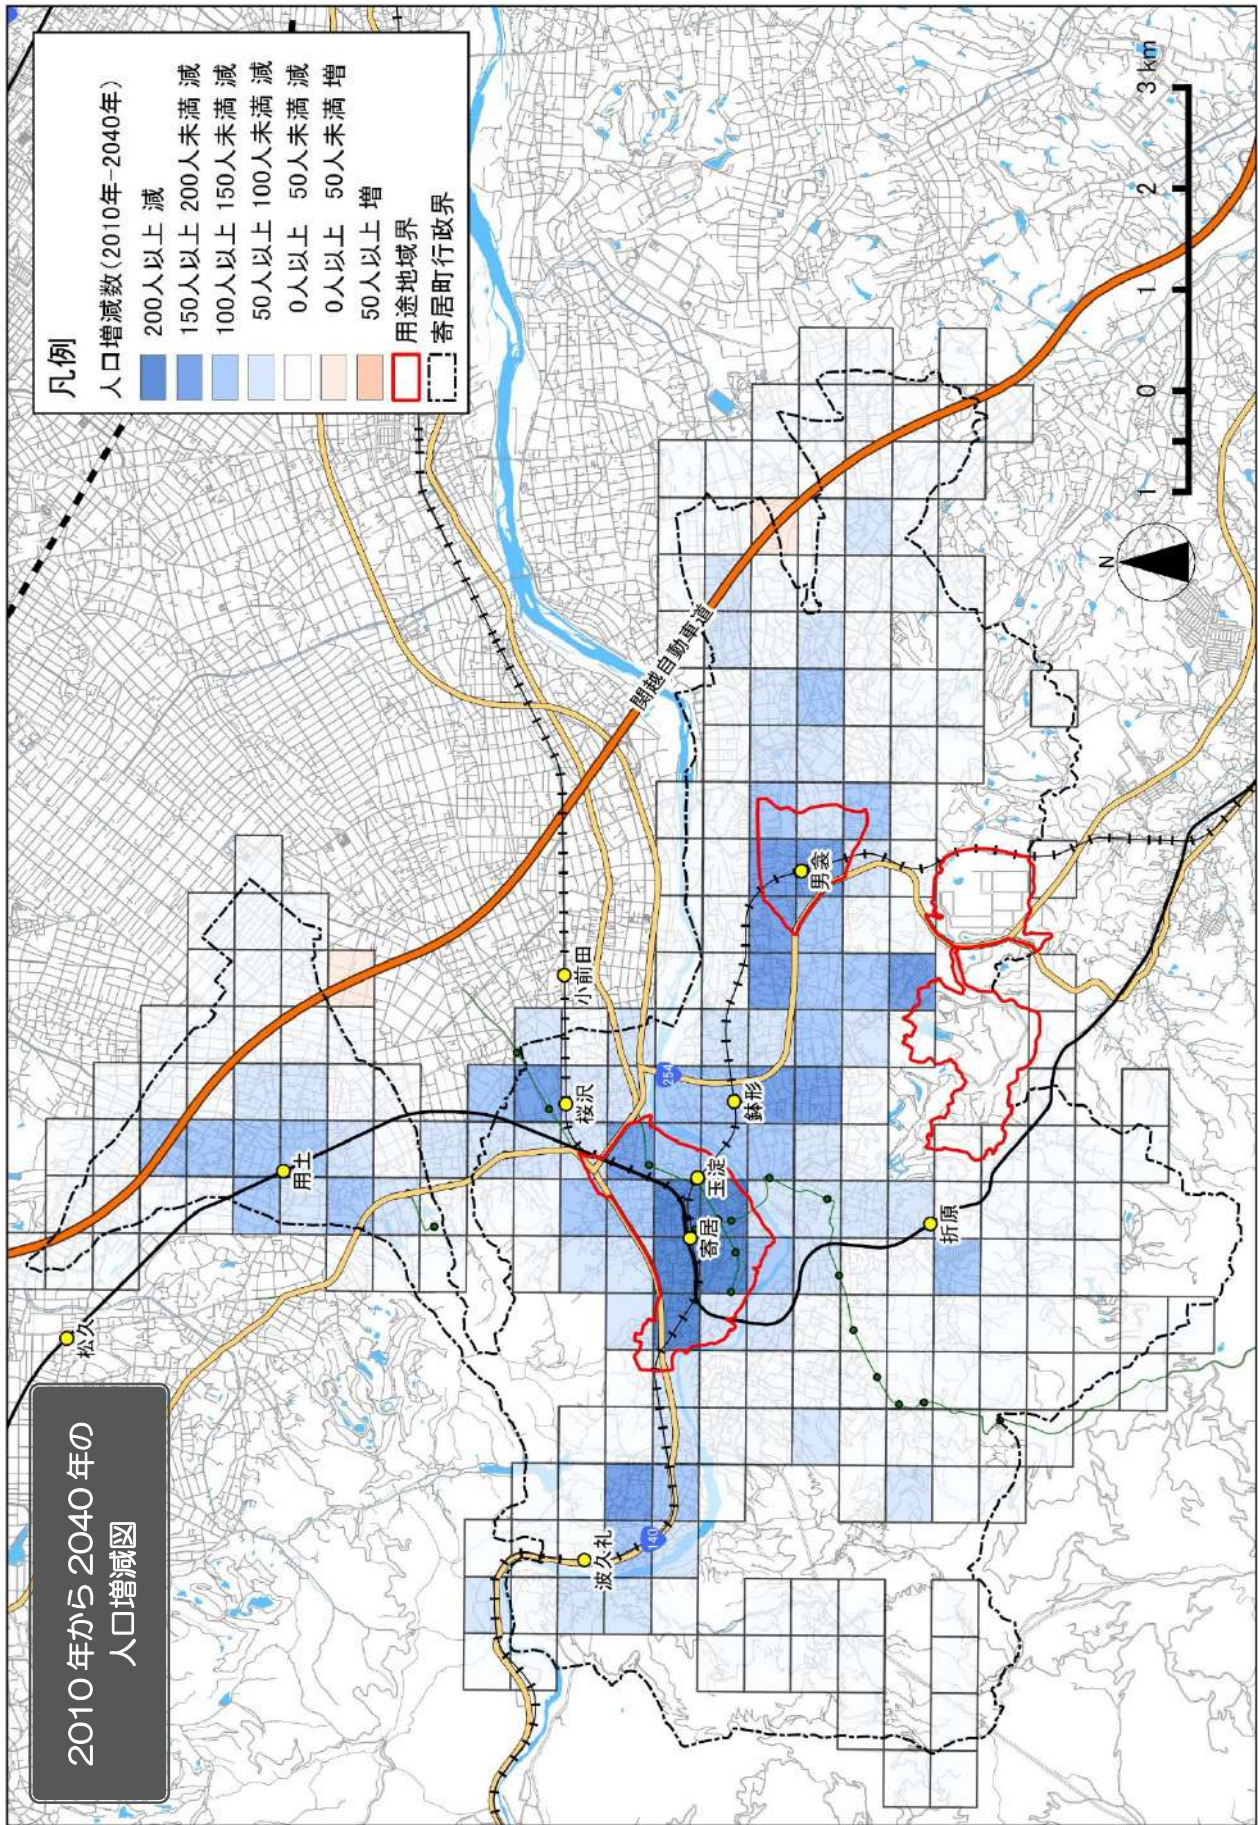 2010年から2040年の
人口増減図
凡例
人口増減数(2010年-2040年)
200人以上 減
150人以上 200人未満 減
100人以上 150人未満 減
50人以上 100人未満 減
0人以上 50人未満 減
0人以上 50人未満 増
50人以上 増
用途地域界
寄居町行政界
松久
用土
小前田
桜沢
関越自動車道
254
140
波久礼
寄居
玉淀
鉢形
男衾
折原
N
1 0 1 2 3 km